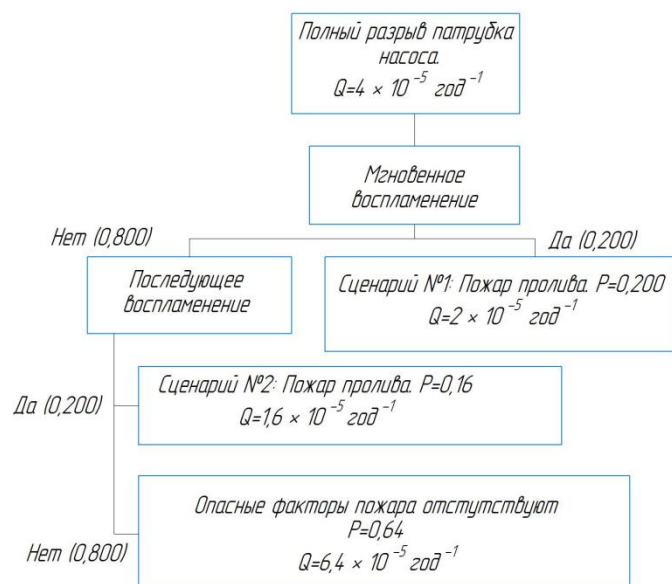 Полный разрыв патрубка
насоса.
Q=4 × 10⁻⁵ год⁻¹
Мгновенное
воспламенение
Нет (0,800)
Да (0,200)
Последующее
воспламенение
Сценарий №1: Пожар пролива. Р=0,200
Q=2 × 10⁻⁵ год⁻¹
Да (0,200)
Сценарий №2: Пожар пролива. Р=0,16
Q=1,6 × 10⁻⁵ год⁻¹
Опасные факторы пожара отстутствуют
Р=0,64
Нет (0,800)
Q=6,4 × 10⁻⁵ год⁻¹